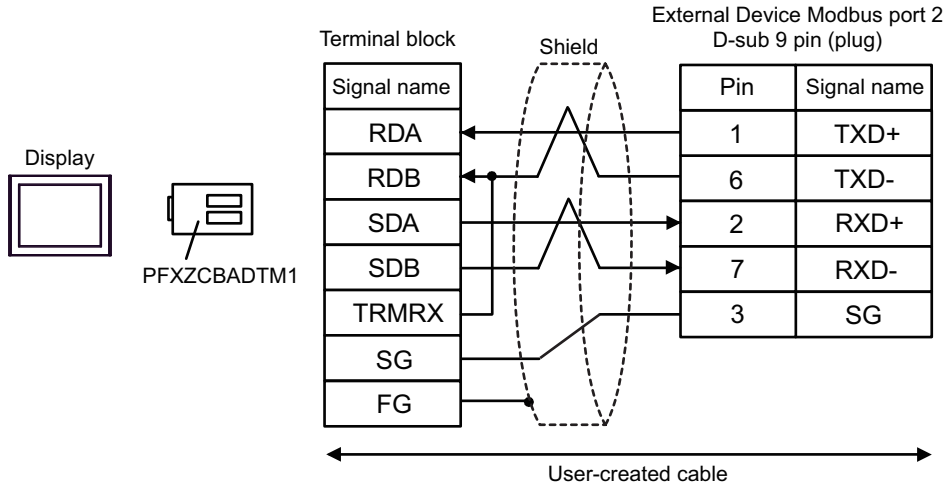 External Device Modbus port 2
D-sub 9 pin (plug)
Terminal block
Shield
Signal name
Pin
Signal name
RDA
1
TXD+
Display
RDB
6
TXD-
SDA
2
RXD+
PFXZCBADTM1
SDB
7
RXD-
TRMRX
3
SG
SG
FG
User-created cable